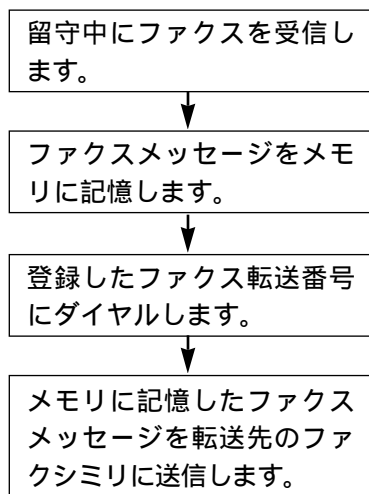 留守中にファクスを受信し
ます。
ファクスメッセージをメモ
リに記憶します。
登録したファクス転送番号
にダイヤルします。
メモリに記憶したファクス
メッセージを転送先のファ
クシミリに送信します。